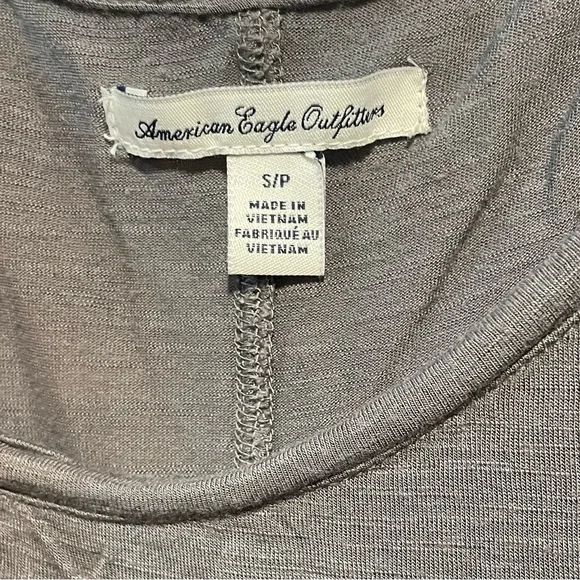 American Eagle Outfitters
S/P
MADE IN
VIETNAM
FABRIQUÉ AU
VIETNAM